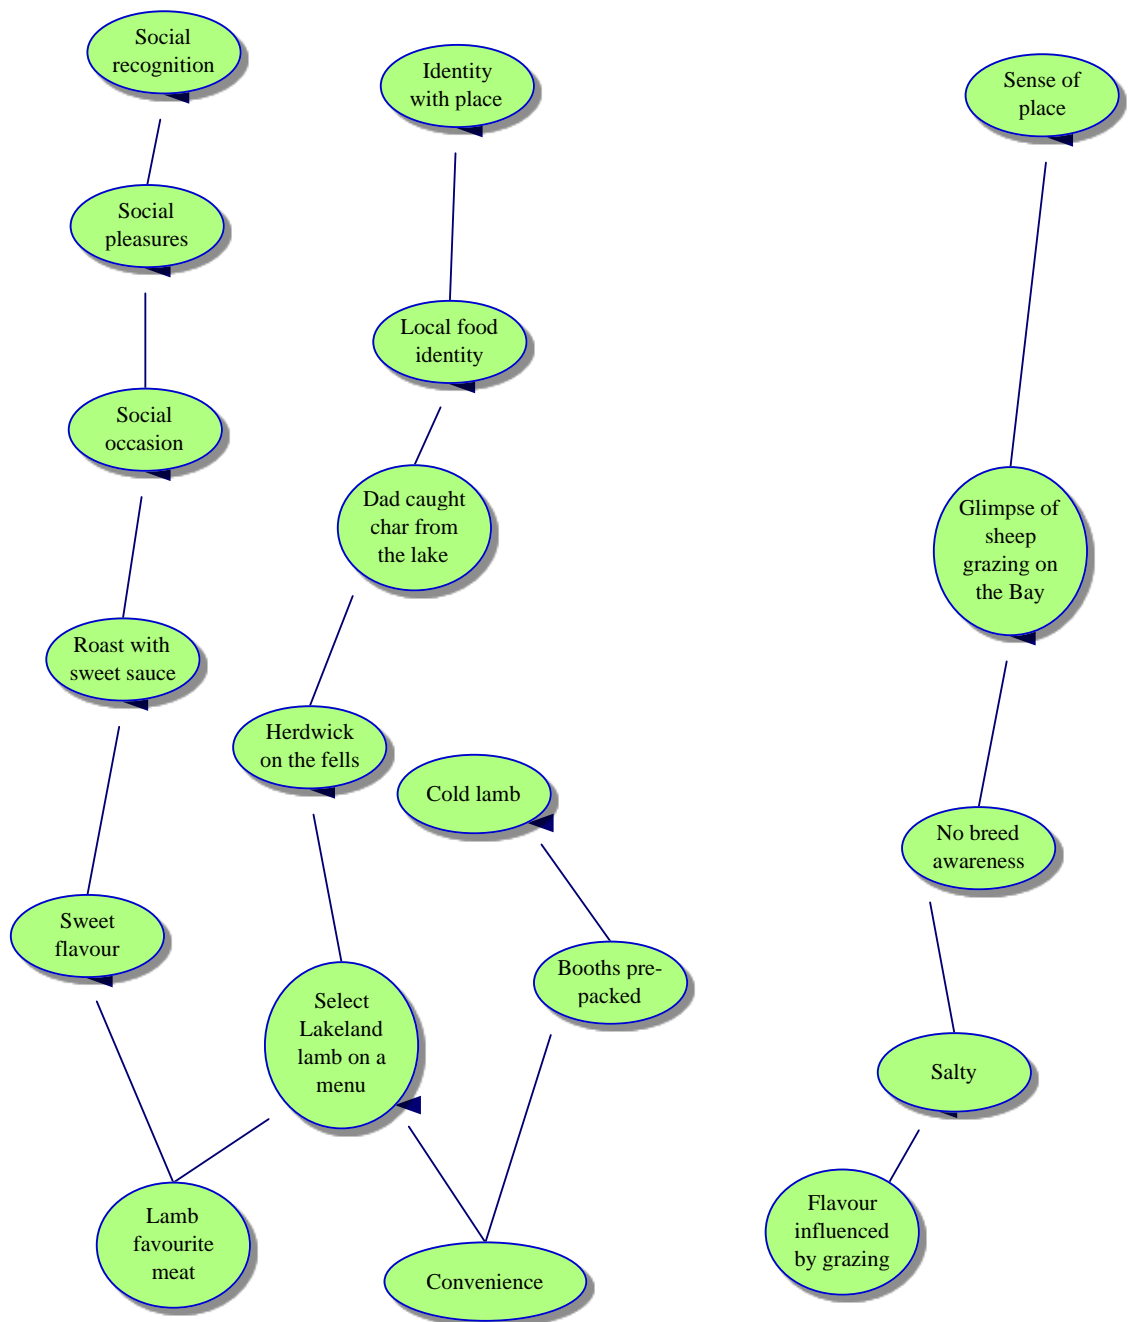 Social
recognition
Identity
with place
Sense of
place
Social
pleasures
Local food
identity
Social
occasion
Dad caught
char from
the lake
Glimpse of
sheep
grazing on
the Bay
Roast with
sweet sauce
Herdwick
on the fells
Cold lamb
No breed
awareness
Sweet
flavour
Booths pre-
packed
Select
Lakeland
lamb on a
menu
Salty
Lamb
favourite
meat
Flavour
influenced
by grazing
Convenience